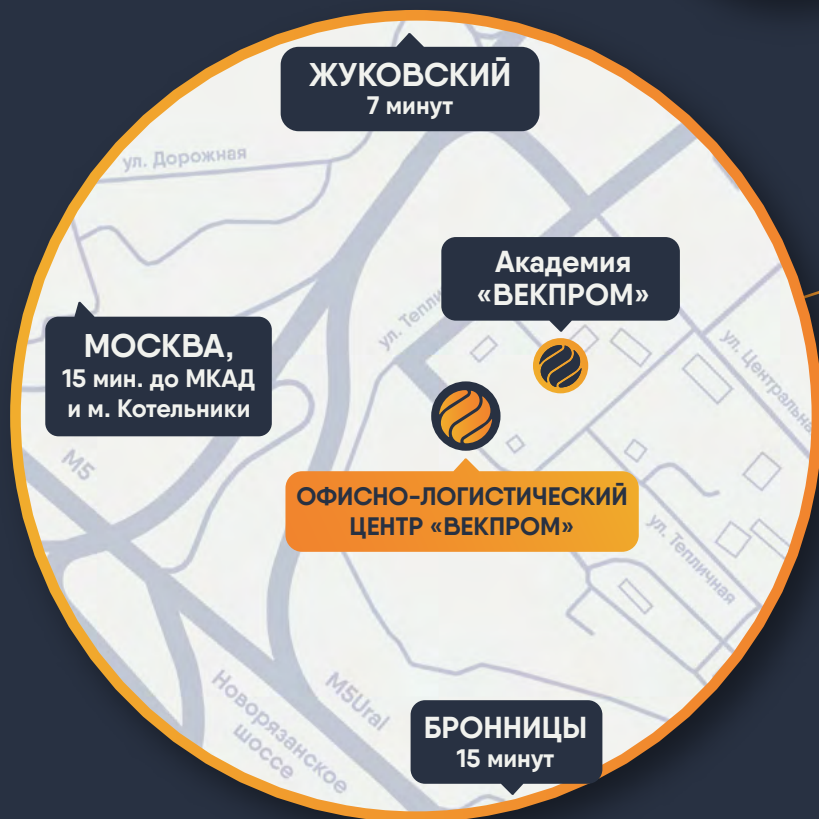 ЖУКОВСКИЙ
7 минут
ул. Дорожная
Академия
«ВЕКПРОМ»
МОСКВА,
15 мин. до МКАД
и м. Котельники
ул. Тепли
ул. Центральна
М5
ОФИСНО-ЛОГИСТИЧЕСКИЙ
ЦЕНТР «ВЕКПРОМ»
ул. Тепличная
Новорязанское
шоссе
M5Ural
БРОННИЦЫ
15 минут